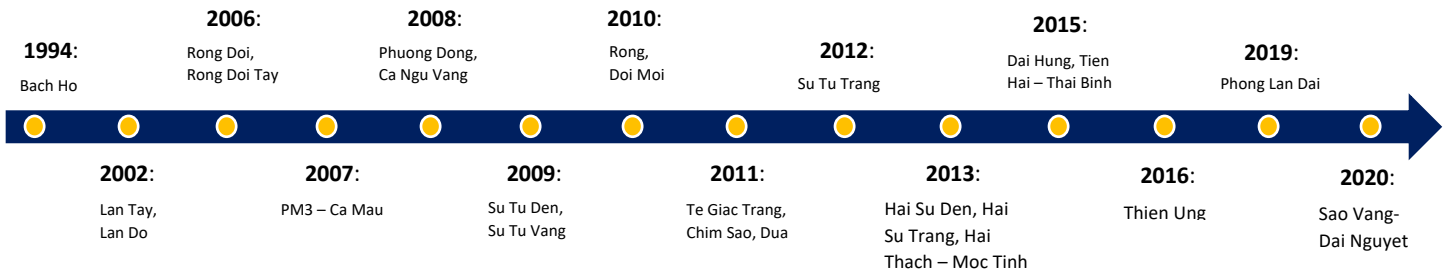 1994:
Bach Ho
2002:
Lan Tay,
Lan Do
2006:
Rong Doi,
Rong Doi Tay
2007:
PM3 – Ca Mau
2008:
Phuong Dong,
Ca Ngu Vang
2009:
Su Tu Den,
Su Tu Vang
2010:
Rong,
Doi Moi
2011:
Te Giac Trang,
Chim Sao, Dua
2012:
Su Tu Trang
2013:
Hai Su Den, Hai
Su Trang, Hai
Thach – Moc Tinh
2015:
Dai Hung, Tien
Hai – Thai Binh
2016:
Thien Ung
2019:
Phong Lan Dai
2020:
Sao Vang-
Dai Nguyet